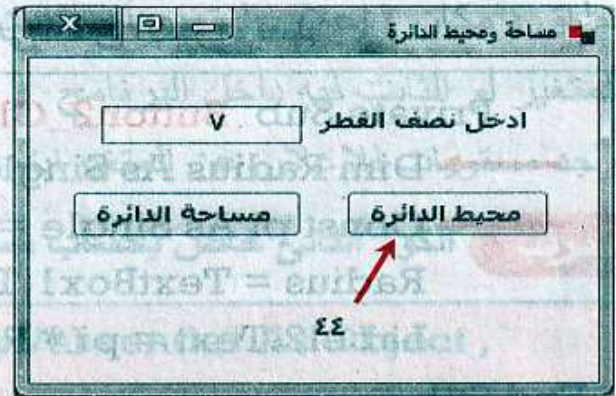 مساحة ومحيط الدائرة
ادخل نصف القطر ٧
محيط الدائرة مساحة الدائرة
٤٤